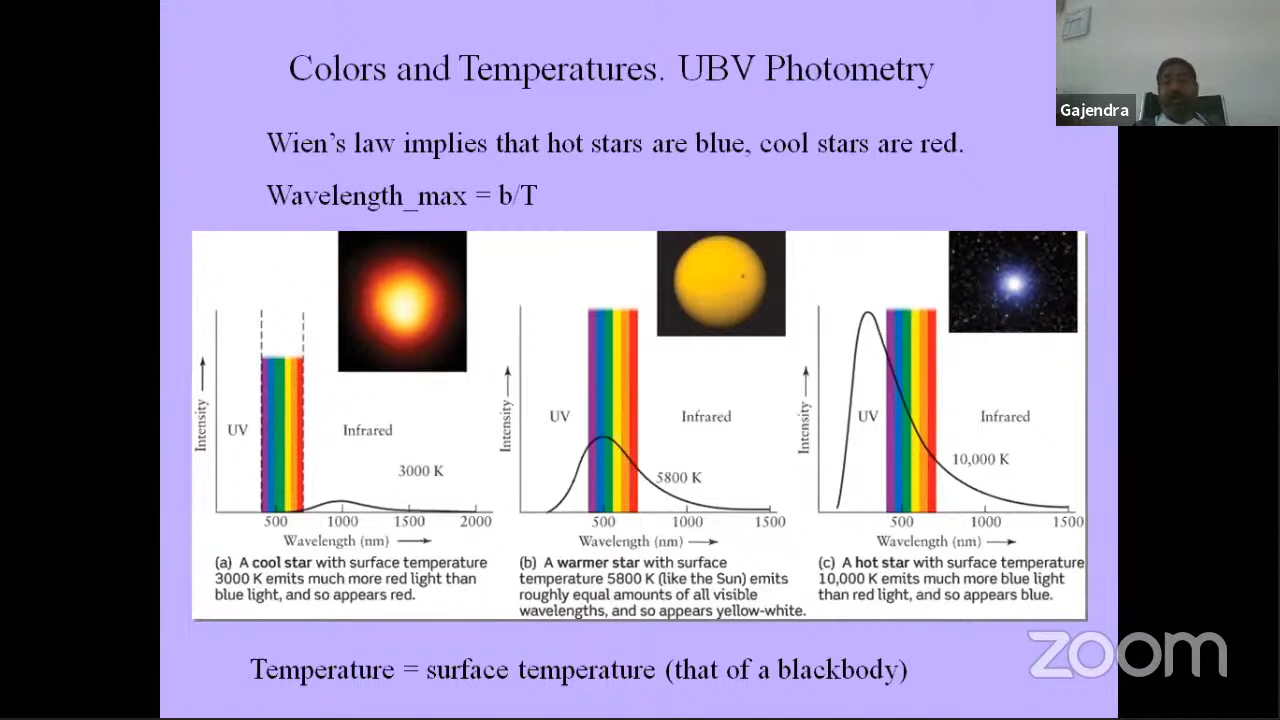 Colors and Temperatures. UBV Photometry
Gajendra
Wien's law implies that hot stars are blue, cool stars are red.
Wavelength_max = b/T
Intensity
UV
Infrared
3000 K
500 1000 1500 2000
Wavelength (nm)
(a) A cool star with surface temperature
3000 K emits much more red light than
blue light, and so appears red.
Intensity
UV
Infrared
5800 K
500 1000 1500
Wavelength (nm)
(b) A warmer star with surface
temperature 5800 K (like the Sun) emits
roughly equal amounts of all visible
wavelengths, and so appears yellow-white.
Intensity
UV
Infrared
10,000 K
500 1000 1500
Wavelength (nm)
(c) A hot star with surface temperature
10,000 K emits much more blue light
than red light, and so appears blue.
Temperature = surface temperature (that of a blackbody)
zoom